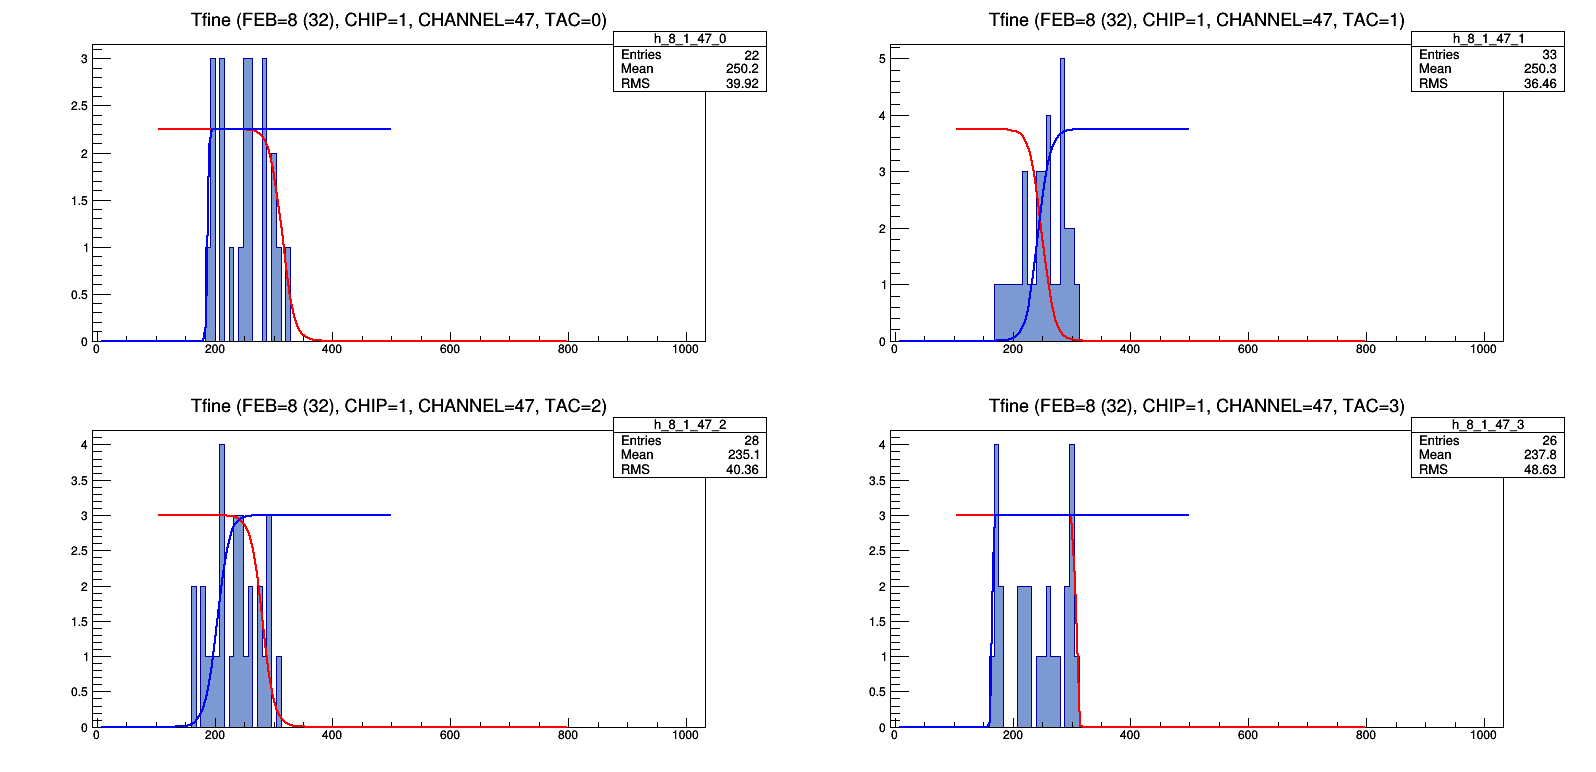 Tfine (FEB=8 (32), CHIP=1, CHANNEL=47, TAC=0)
h_8_1_47_0
Entries 22
Mean 250.2
RMS 39.92
3
2.5
2
1.5
1
0.5
0
0 200 400 600 800 1000
Tfine (FEB=8 (32), CHIP=1, CHANNEL=47, TAC=1)
h_8_1_47_1
Entries 33
Mean 250.3
RMS 36.46
5
4
3
2
1
0
0 200 400 600 800 1000
Tfine (FEB=8 (32), CHIP=1, CHANNEL=47, TAC=2)
h_8_1_47_2
Entries 28
Mean 235.1
RMS 40.36
4
3.5
3
2.5
2
1.5
1
0.5
0
0 200 400 600 800 1000
Tfine (FEB=8 (32), CHIP=1, CHANNEL=47, TAC=3)
h_8_1_47_3
Entries 26
Mean 237.8
RMS 48.63
4
3.5
3
2.5
2
1.5
1
0.5
0
0 200 400 600 800 1000